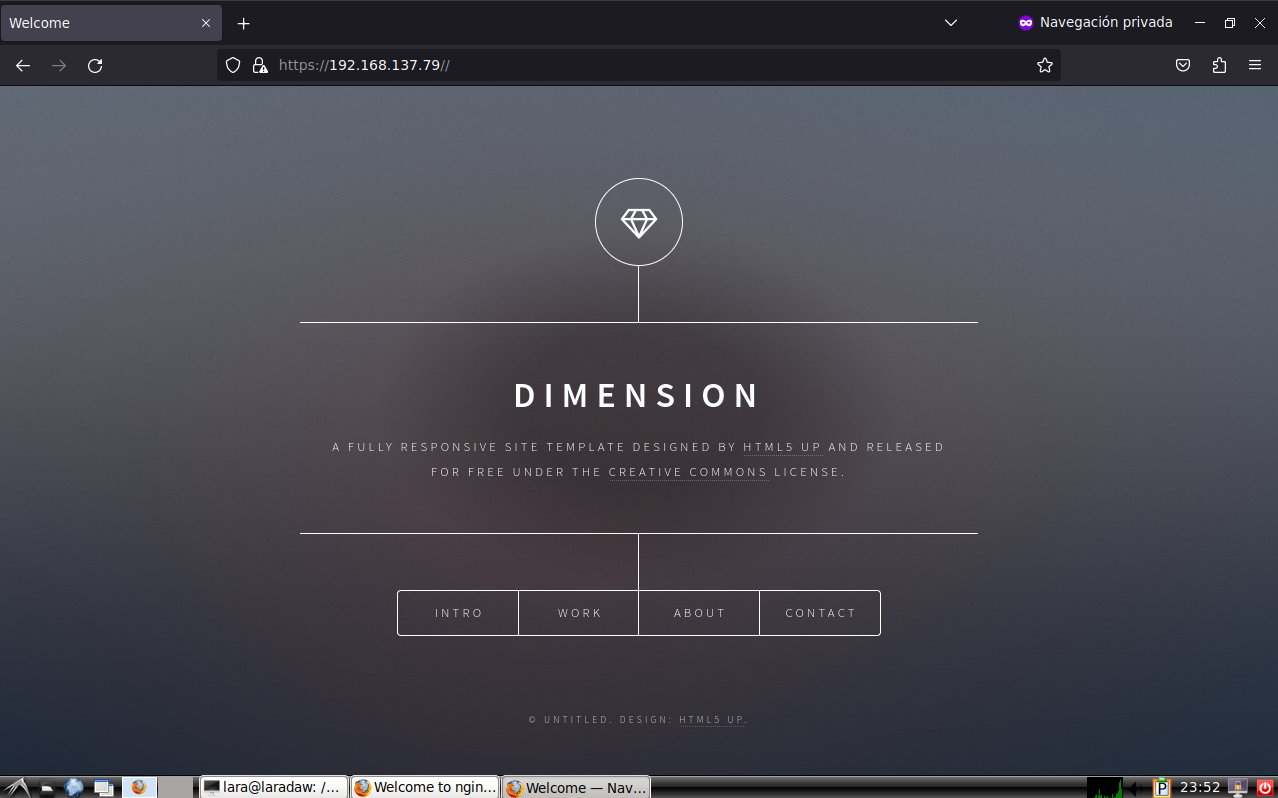 Welcome
Navegación privada
https://192.168.137.79//
DIMENSION
A FULLY RESPONSIVE SITE TEMPLATE DESIGNED BY HTML5 UP AND RELEASED
FOR FREE UNDER THE CREATIVE COMMONS LICENSE.
INTRO WORK ABOUT CONTACT
© UNTITLED. DESIGN: HTML5 UP.
lara@laradaw: /... Welcome to ngin... Welcome — Nav... P 23:52